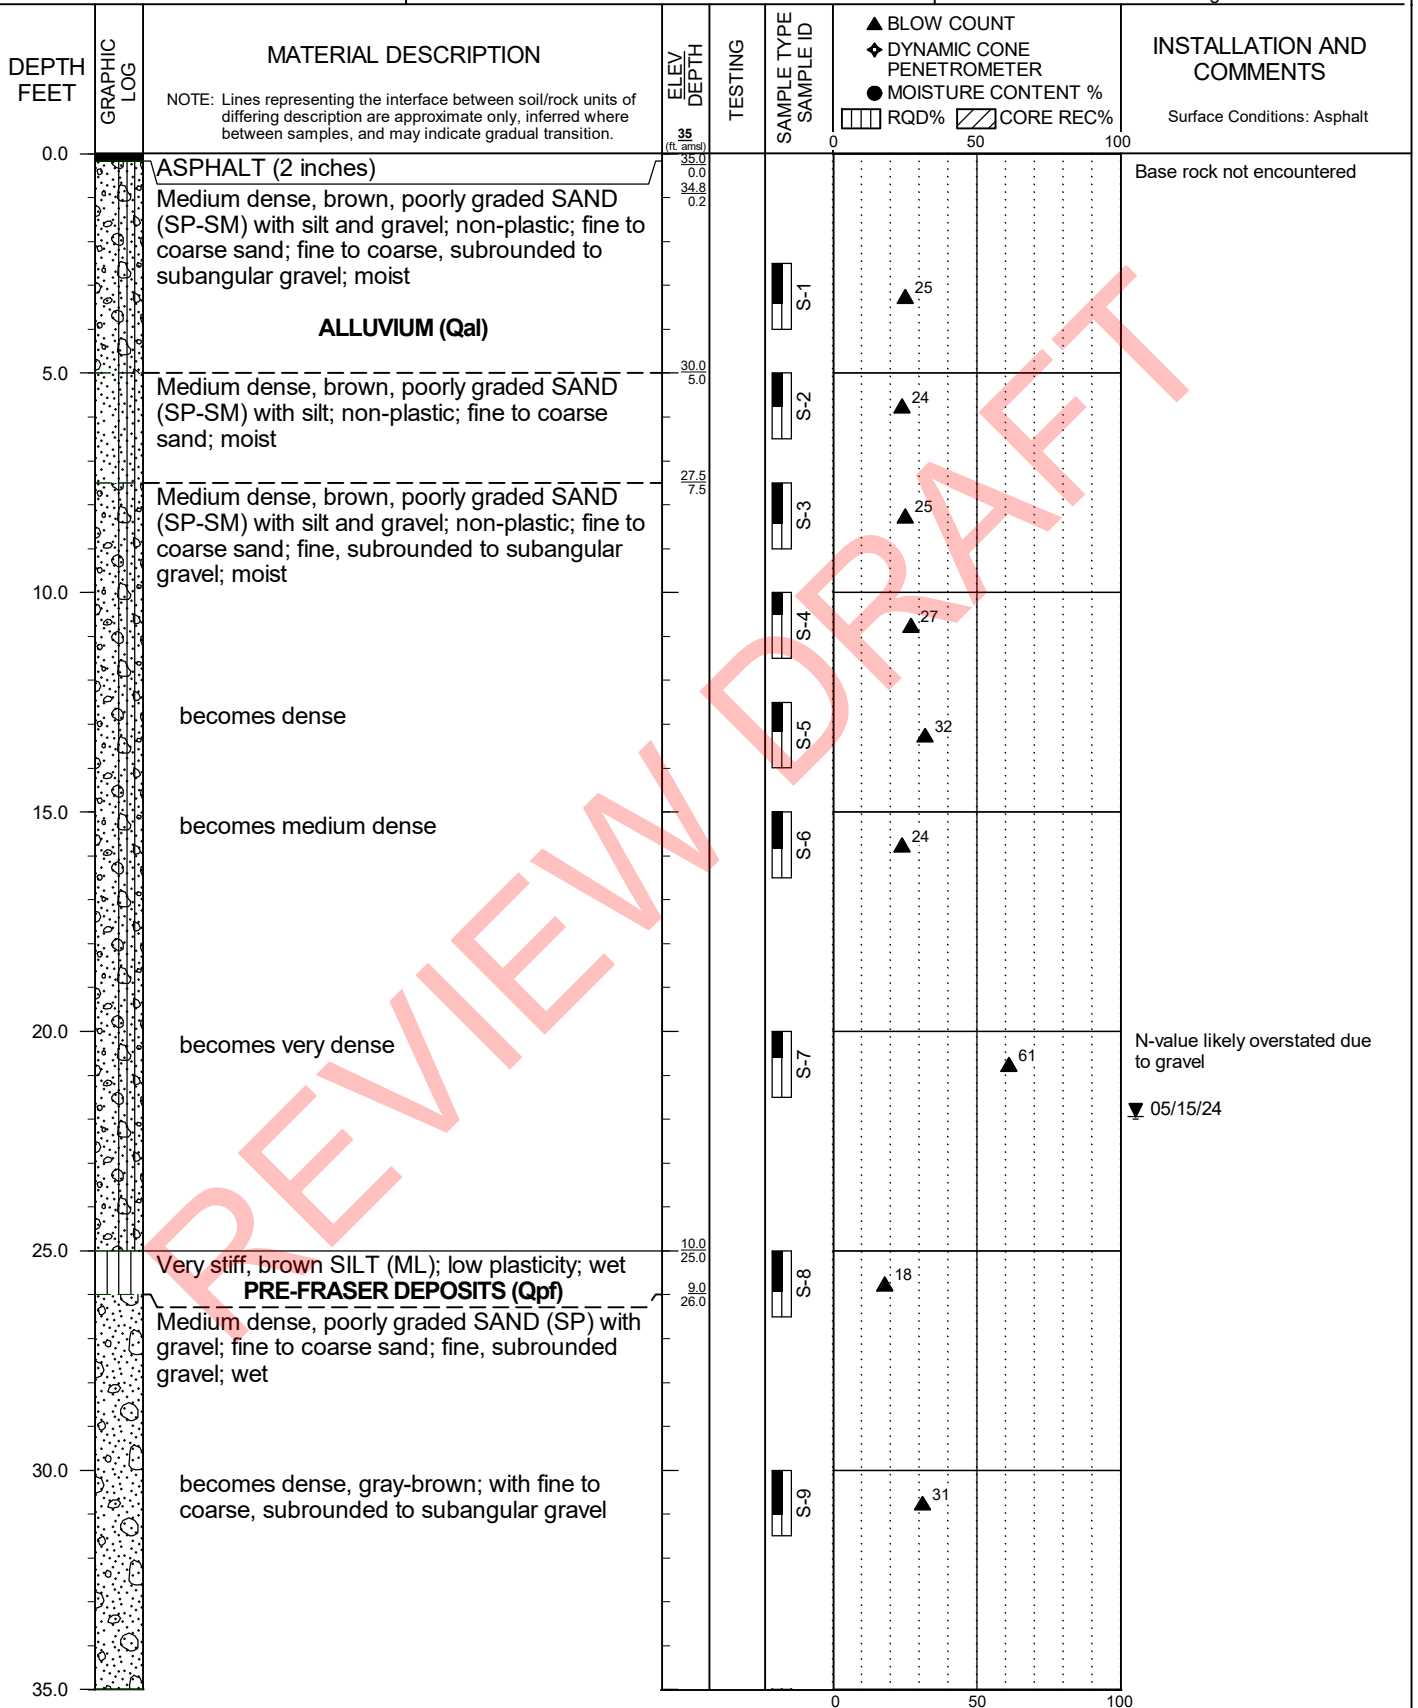 DEPTH
FEET
GRAPHIC
LOG
MATERIAL DESCRIPTION
NOTE: Lines representing the interface between soil/rock units of
differing description are approximate only, inferred where
between samples, and may indicate gradual transition.
ELEV
DEPTH
35
(ft. amsl)
TESTING
SAMPLE TYPE
SAMPLE ID
BLOW COUNT
DYNAMIC CONE
PENETROMETER
MOISTURE CONTENT %
RQD% CORE REC%
0 50 100
INSTALLATION AND
COMMENTS
Surface Conditions: Asphalt
0.0
ASPHALT (2 inches)
35.0
0.0
Base rock not encountered
34.8
0.2
Medium dense, brown, poorly graded SAND
(SP-SM) with silt and gravel; non-plastic; fine to
coarse sand; fine to coarse, subrounded to
subangular gravel; moist
S-1
25
ALLUVIUM (Qal)
5.0
30.0
5.0
Medium dense, brown, poorly graded SAND
(SP-SM) with silt; non-plastic; fine to coarse
sand; moist
S-2
24
27.5
7.5
Medium dense, brown, poorly graded SAND
(SP-SM) with silt and gravel; non-plastic; fine to
coarse sand; fine, subrounded to subangular
gravel; moist
S-3
25
10.0
S-4
27
becomes dense
S-5
32
15.0
becomes medium dense
S-6
24
20.0
becomes very dense
S-7
61
N-value likely overstated due
to gravel
05/15/24
25.0
10.0
25.0
Very stiff, brown SILT (ML); low plasticity; wet
PRE-FRASER DEPOSITS (Qpf)
9.0
26.0
S-8
18
Medium dense, poorly graded SAND (SP) with
gravel; fine to coarse sand; fine, subrounded
gravel; wet
30.0
becomes dense, gray-brown; with fine to
coarse, subrounded to subangular gravel
S-9
31
35.0
0 50 100
REVIEW DRAFT